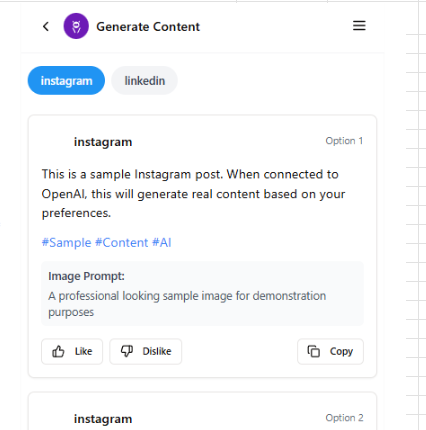 Generate Content
instagram linkedin
instagram Option 1
This is a sample Instagram post. When connected to
OpenAI, this will generate real content based on your
preferences.
#Sample #Content #AI
Image Prompt:
A professional looking sample image for demonstration
purposes
Like Dislike Copy
instagram Option 2